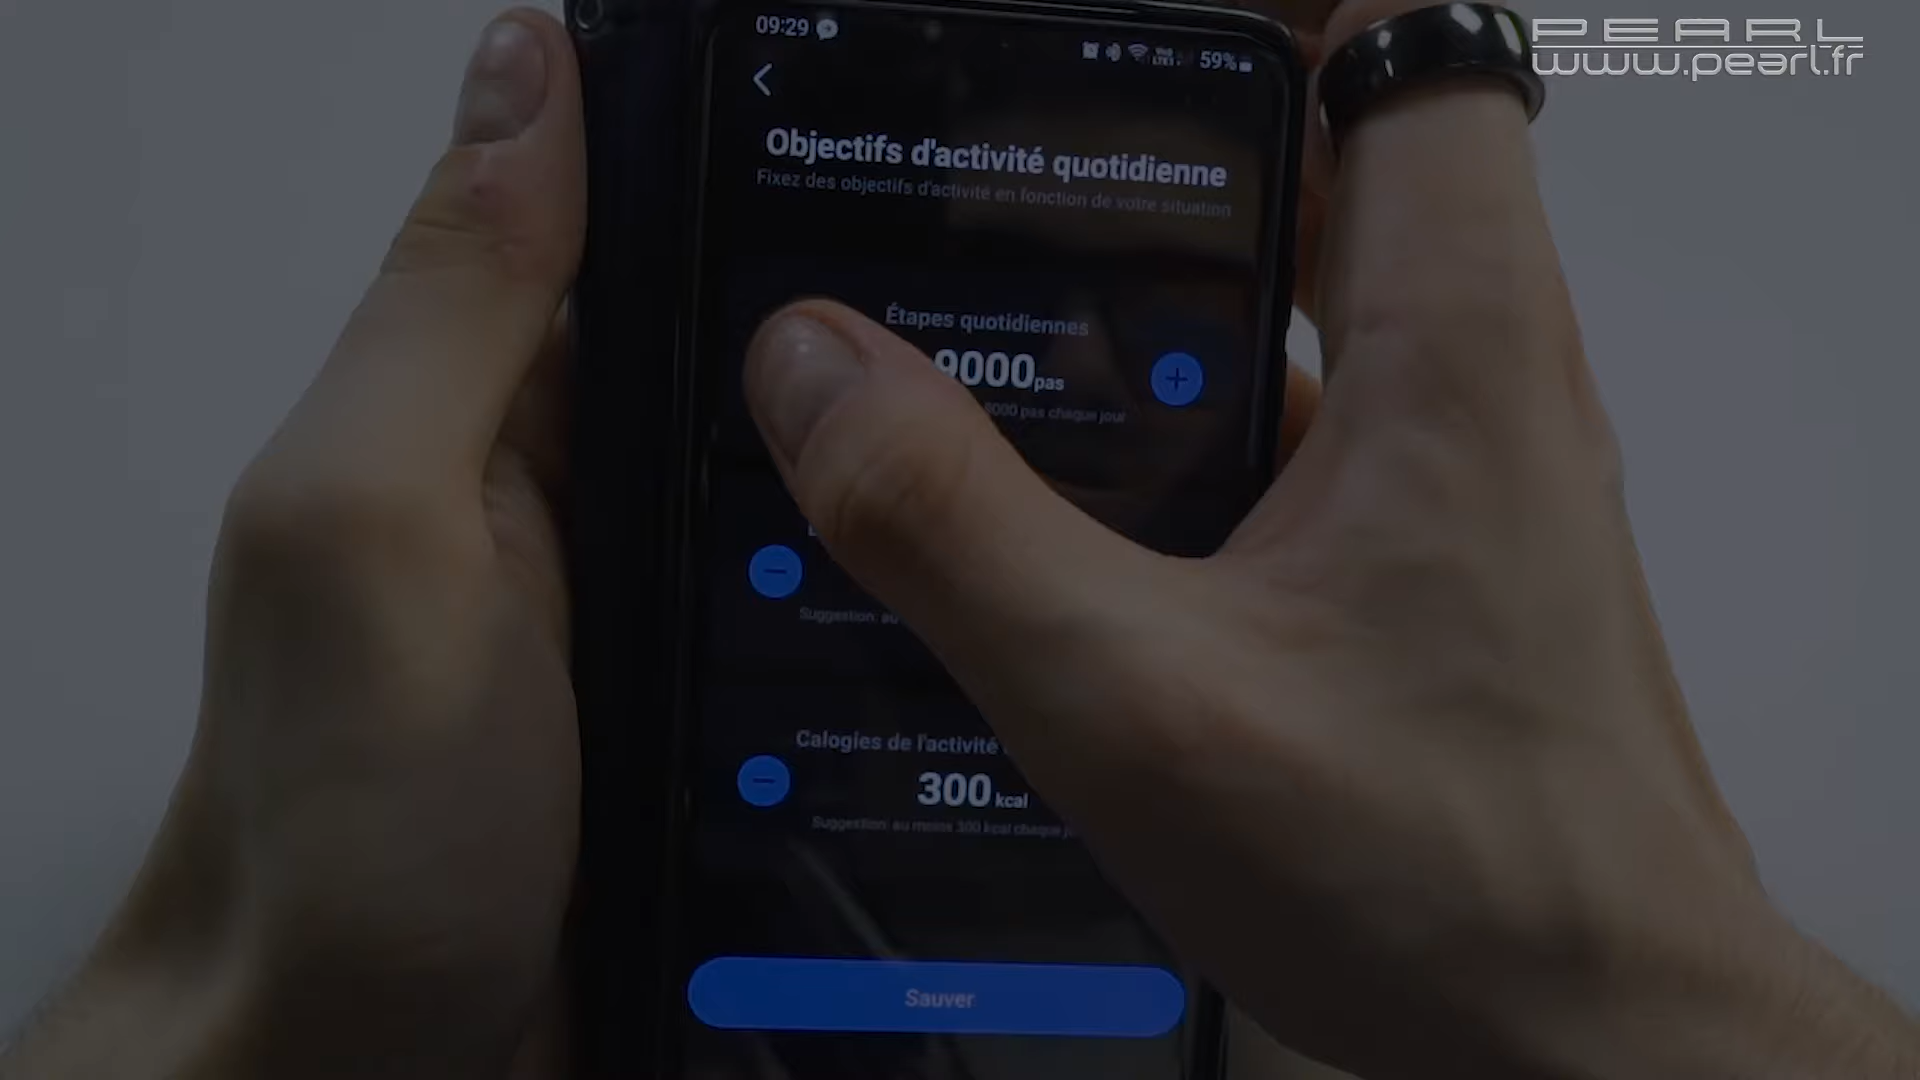 PEARL
www.pearl.fr
09:29
59%
Objectifs d'activité quotidienne
Fixez des objectifs d'activité en fonction de votre situation
Étapes quotidiennes
9000 pas
8000 pas chaque jour
Suggestion: au
Calogies de l'activité
300 kcal
Suggestion: au moins 300 kcal chaque
Sauver